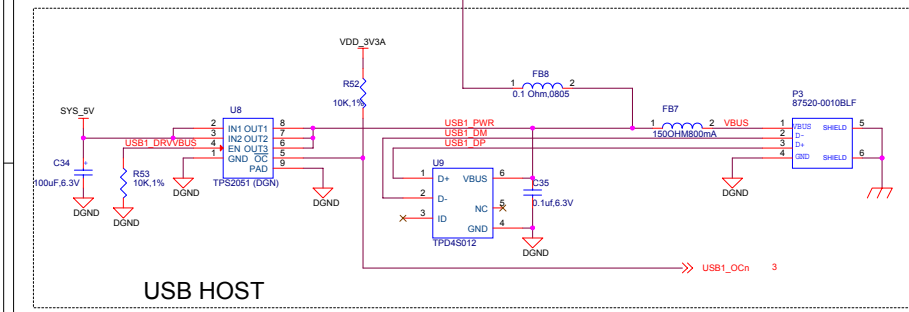 VDD_3V3A
R52
10K,1%
1 FB8 2
0.1 Ohm,0805
P3
87520-0010BLF
SYS_5V
U8
2 IN1 OUT1 8
3 IN2 OUT2 7
4 EN OUT3 6
1 GND OC 5
PAD 9
TPS2051 (DGN)
USB1_DRVVBUS
C34
+
100uF,6.3V
DGND
R53
10K,1%
DGND
DGND
DGND
USB1_PWR
USB1_DM
USB1_DP
FB7
1 2
150OHM800mA
VBUS
1 VBUS SHIELD 5
2 D-
3 D+
4 GND SHIELD 6
DGND
U9
1 D+ VBUS 6
2 D- NC 5
3 ID GND 4
TPD4S012
C35
0.1uf,6.3V
DGND
USB1_OCn 3
USB HOST